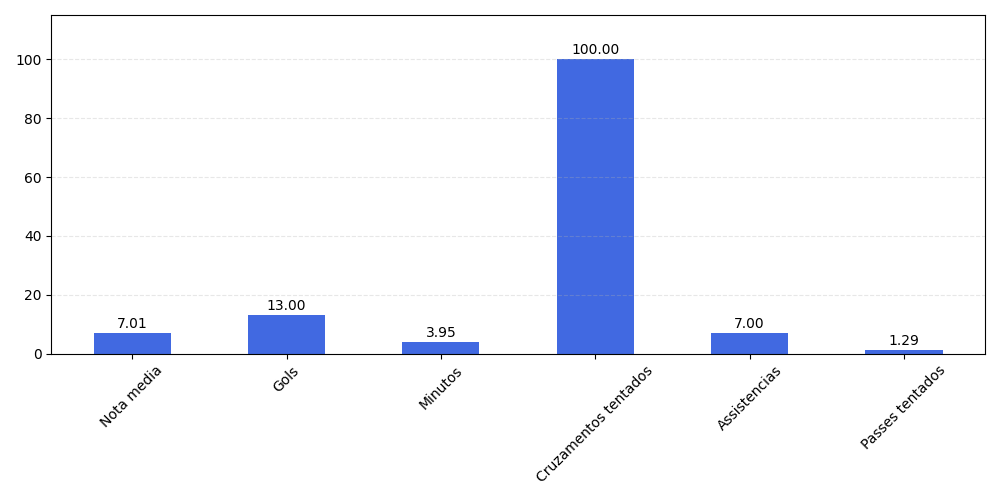 100
80
60
40
20
0
7.01
13.00
3.95
100.00
7.00
1.29
Nota media
Gols
Minutos
Cruzamentos tentados
Assistencias
Passes tentados